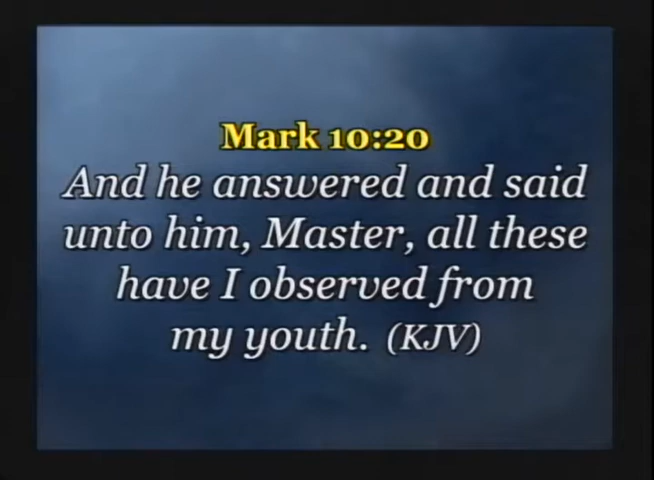 Mark 10:20
And he answered and said
unto him, Master, all these
have I observed from
my youth. (KJV)